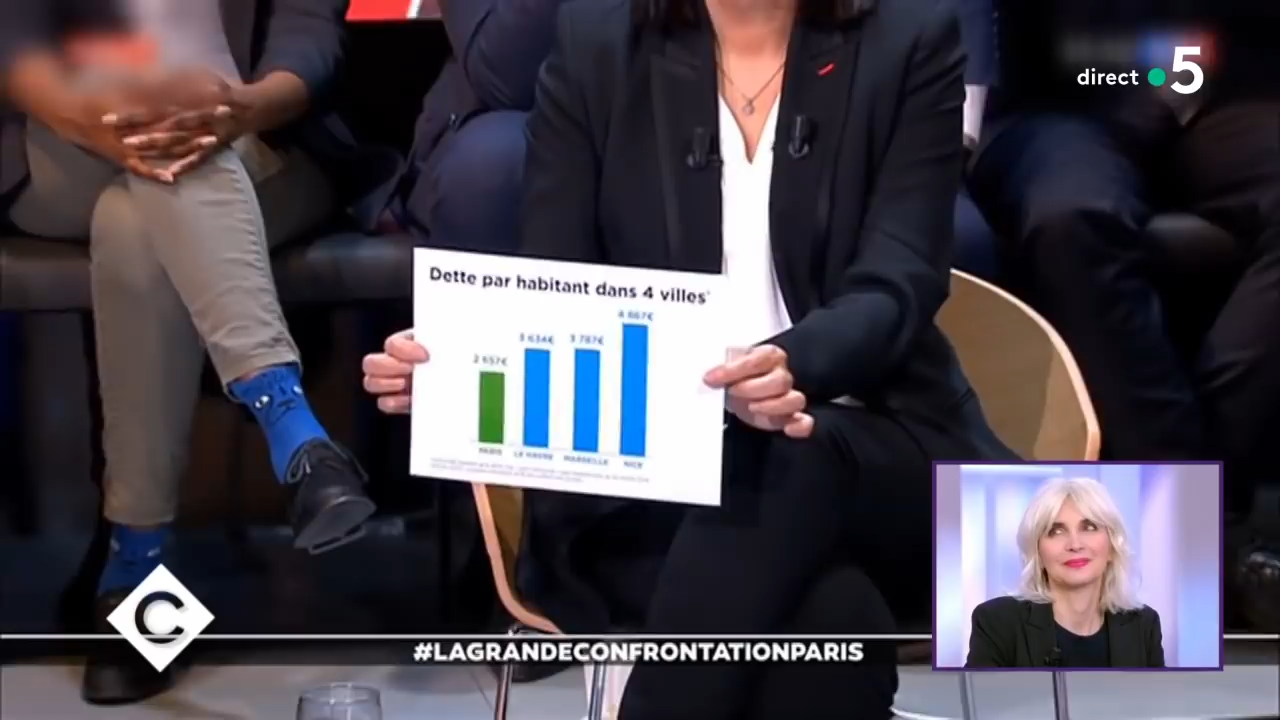 direct 5
Dette par habitant dans 4 villes*
4 867€
3 634€ 3 787€
2 657€
PARIS LE HAVRE MARSEILLE NICE
C
#LAGRANDECONFRONTATIONPARIS